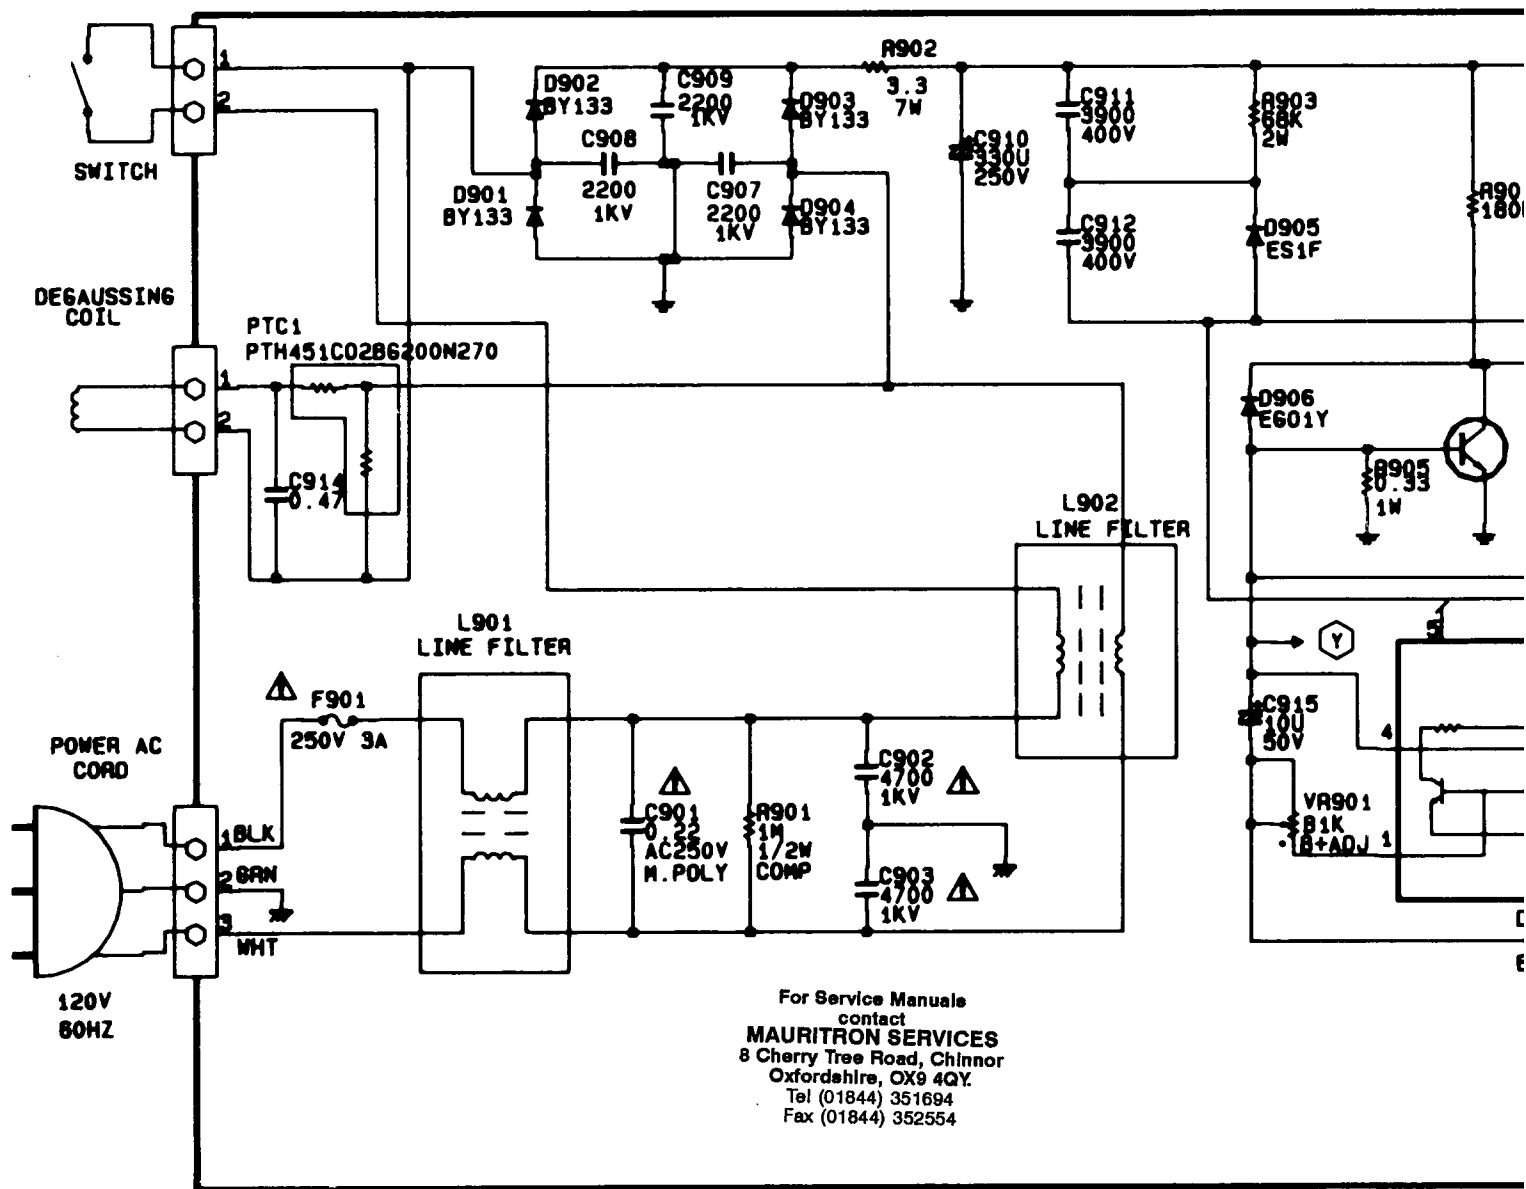 SWITCH
1
2
D902
BY133
C909
2200
1KV
D903
BY133
R902
3.3
7W
C908
2200
1KV
C907
2200
1KV
D901
BY133
D904
BY133
C910
330U
250V
C911
3900
400V
R903
68K
2W
C912
3900
400V
D905
ES1F
DEGAUSSING
COIL
1
2
PTC1
PTH451C02BG200N270
C914
0.47
D906
EG01Y
R905
0.33
1W
L902
LINE FILTER
L901
LINE FILTER
F901
250V 3A
POWER AC
CORD
1
BLK
2
GRN
3
WHT
120V
60HZ
C901
0.22
AC250V
M.POLY
R901
1M
1/2W
COMP
C902
4700
1KV
C903
4700
1KV
Y
C915
10U
50V
4
VR901
B1K
B+ADJ
1
For Service Manuals
contact
MAURITRON SERVICES
8 Cherry Tree Road, Chinnor
Oxfordshire, OX9 4QY.
Tel (01844) 351694
Fax (01844) 352554